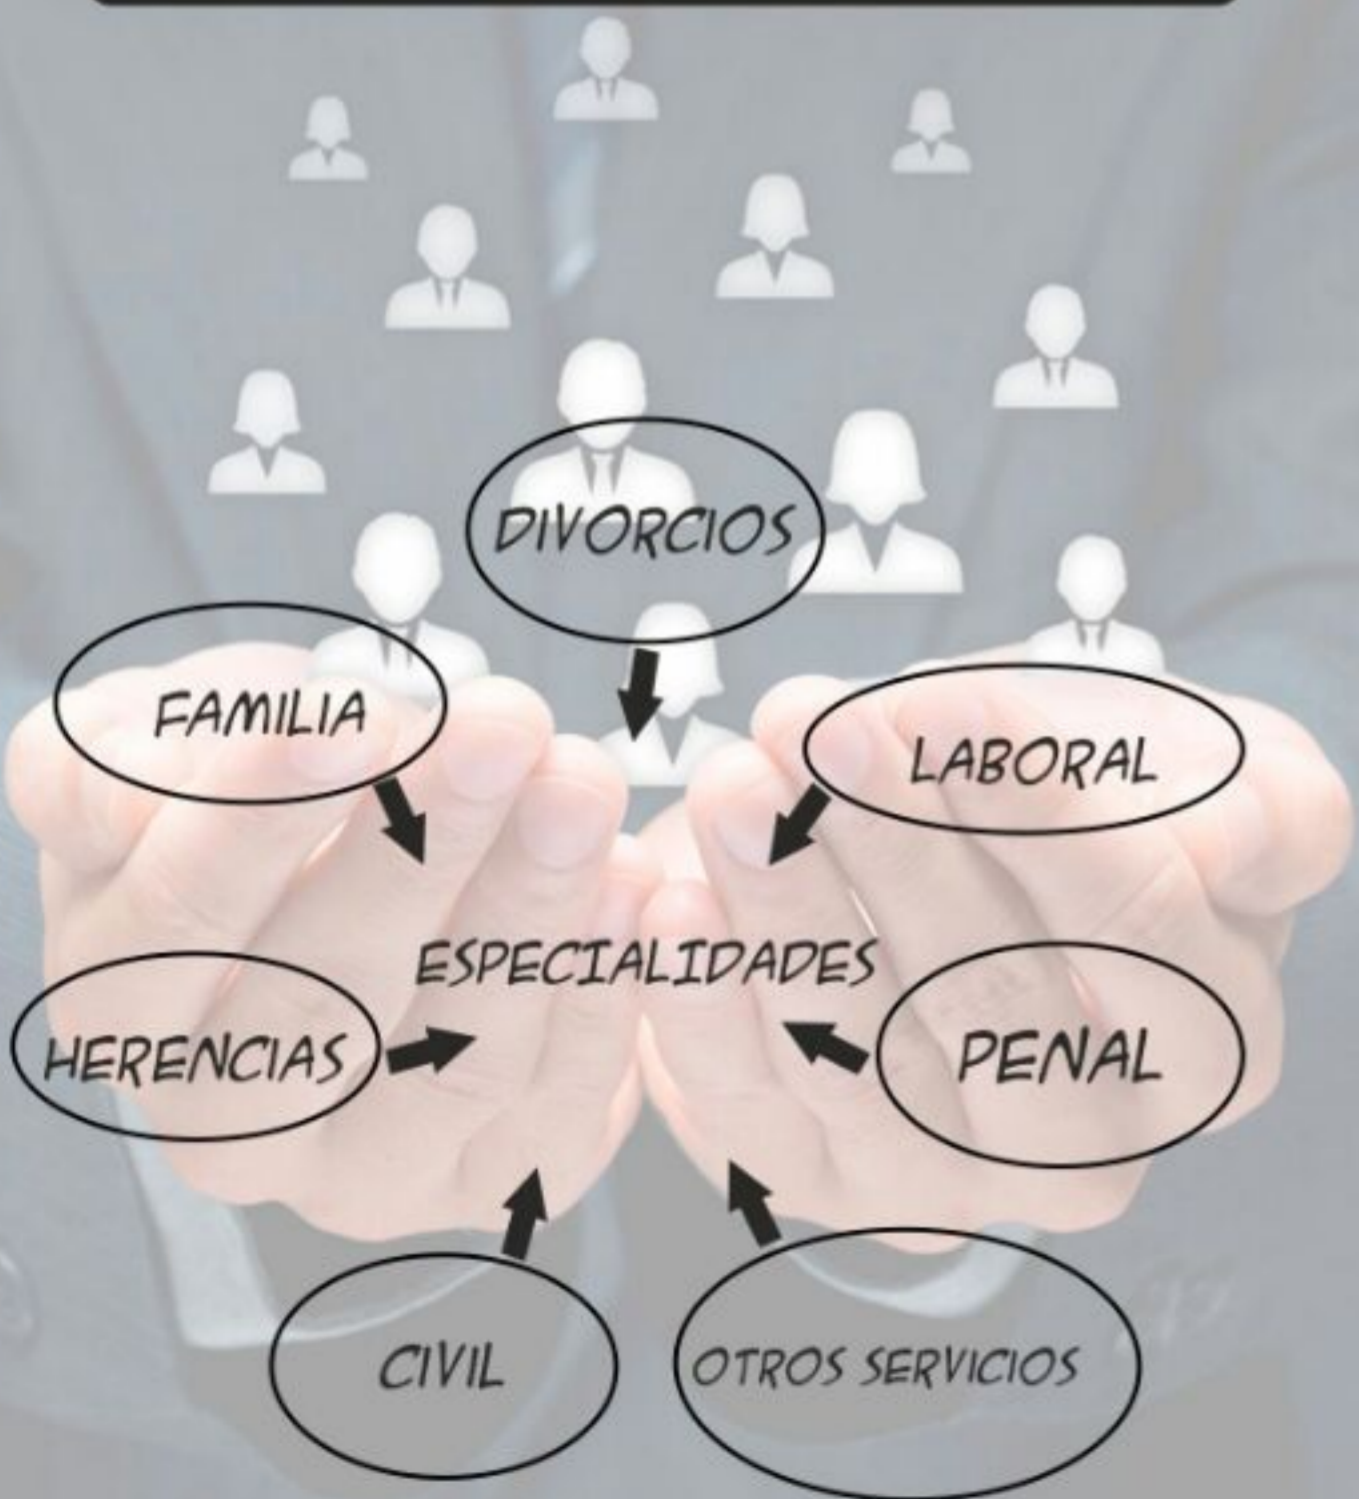 DIVORCIOS
FAMILIA
LABORAL
ESPECIALIDADES
HERENCIAS
PENAL
CIVIL
OTROS SERVICIOS